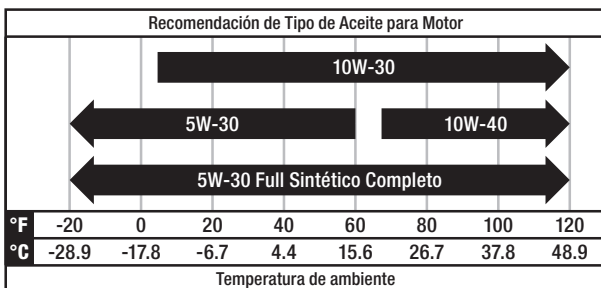 Recomendación de Tipo de Aceite para Motor
10W-30
5W-30 10W-40
5W-30 Full Sintético Completo
°F -20 0 20 40 60 80 100 120
°C -28.9 -17.8 -6.7 4.4 15.6 26.7 37.8 48.9
Temperatura de ambiente